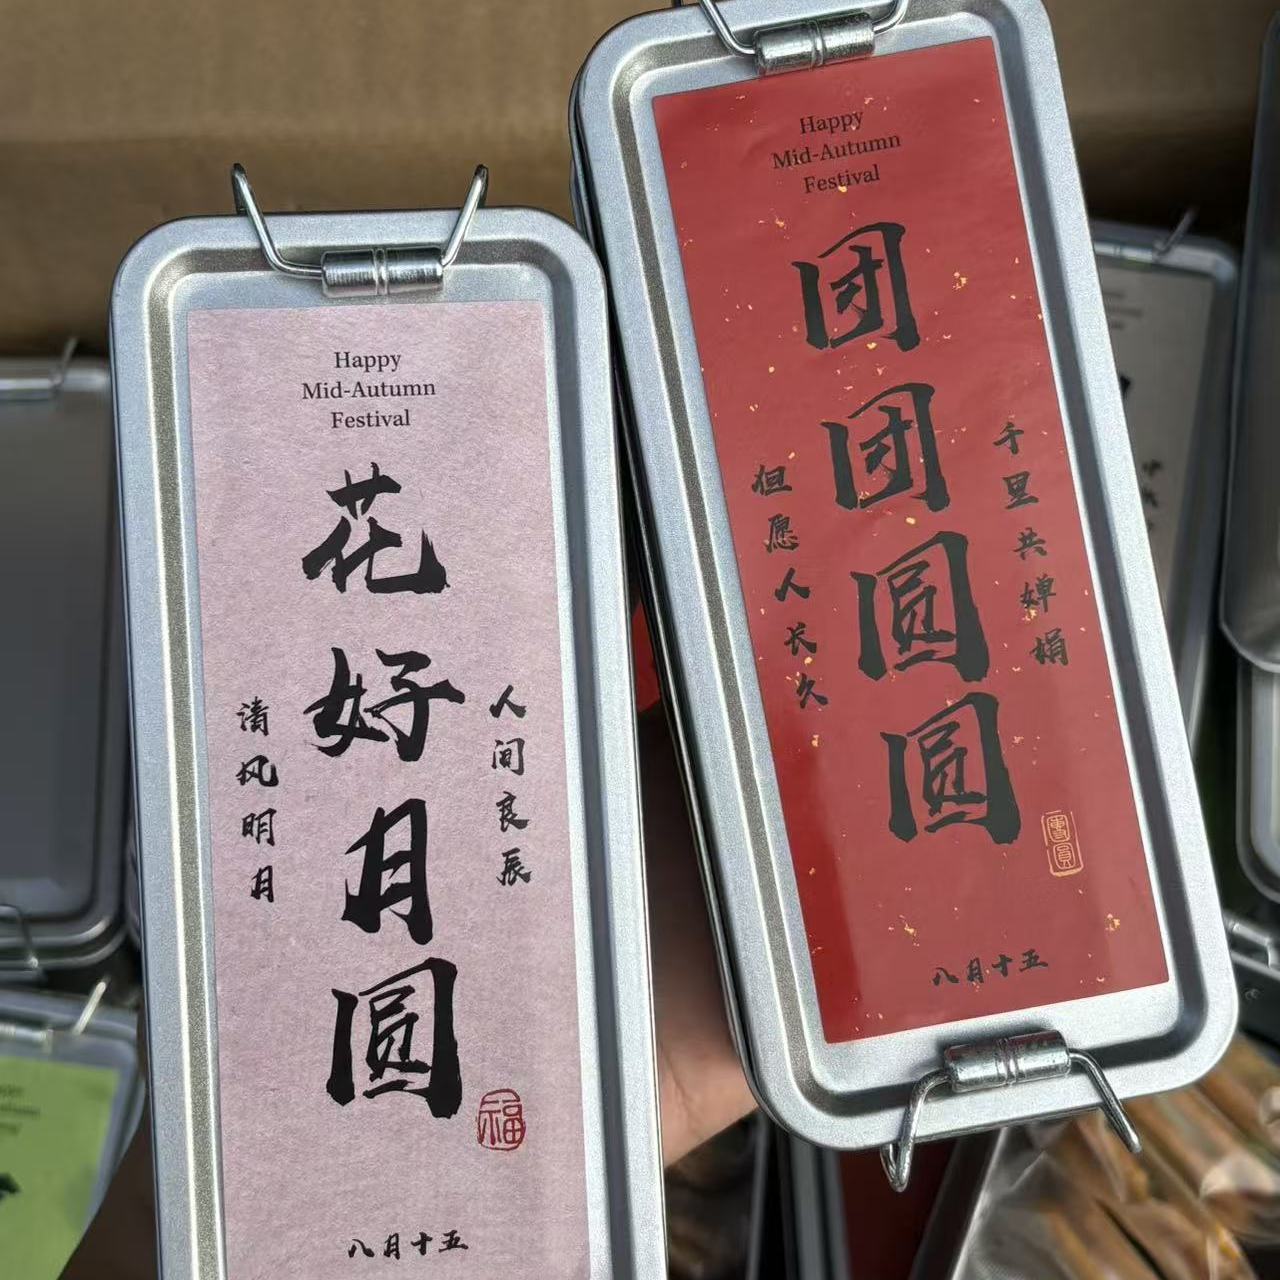 Happy
Mid-Autumn
Festival
花好月圆
清风明月
人间良辰
福
八月十五
Happy
Mid-Autumn
Festival
团团圆圆
但愿人长久
千里共婵娟
八月十五